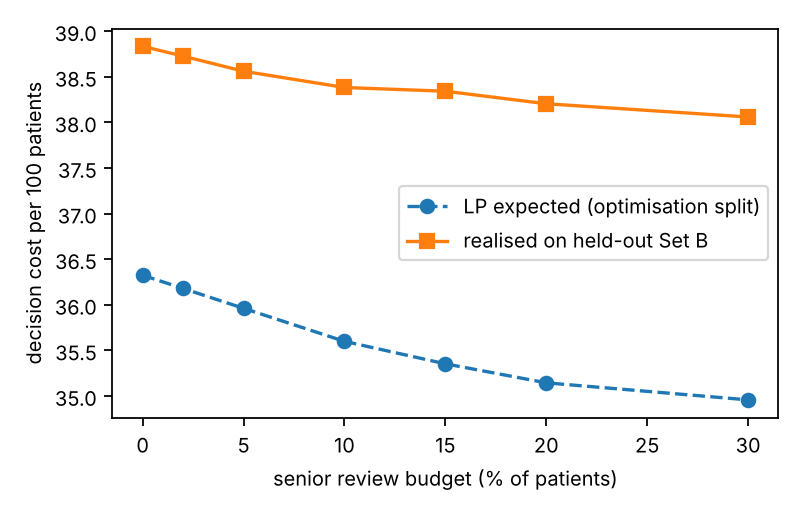 39.0
38.5
38.0
37.5
37.0
36.5
36.0
35.5
35.0
decision cost per 100 patients
LP expected (optimisation split)
realised on held-out Set B
0 5 10 15 20 25 30
senior review budget (% of patients)